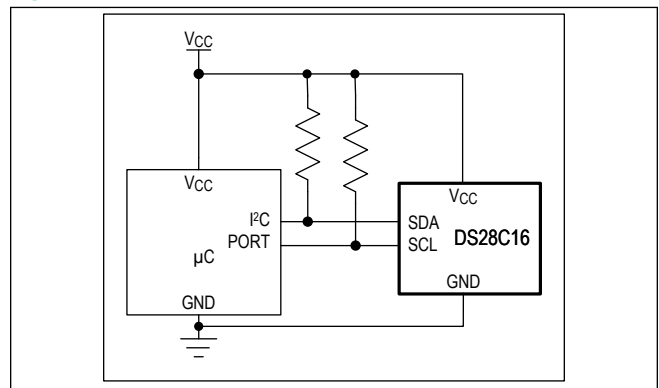 VCC
VCC
I²C
PORT
µC
GND
VCC
SDA
SCL
DS28C16
GND